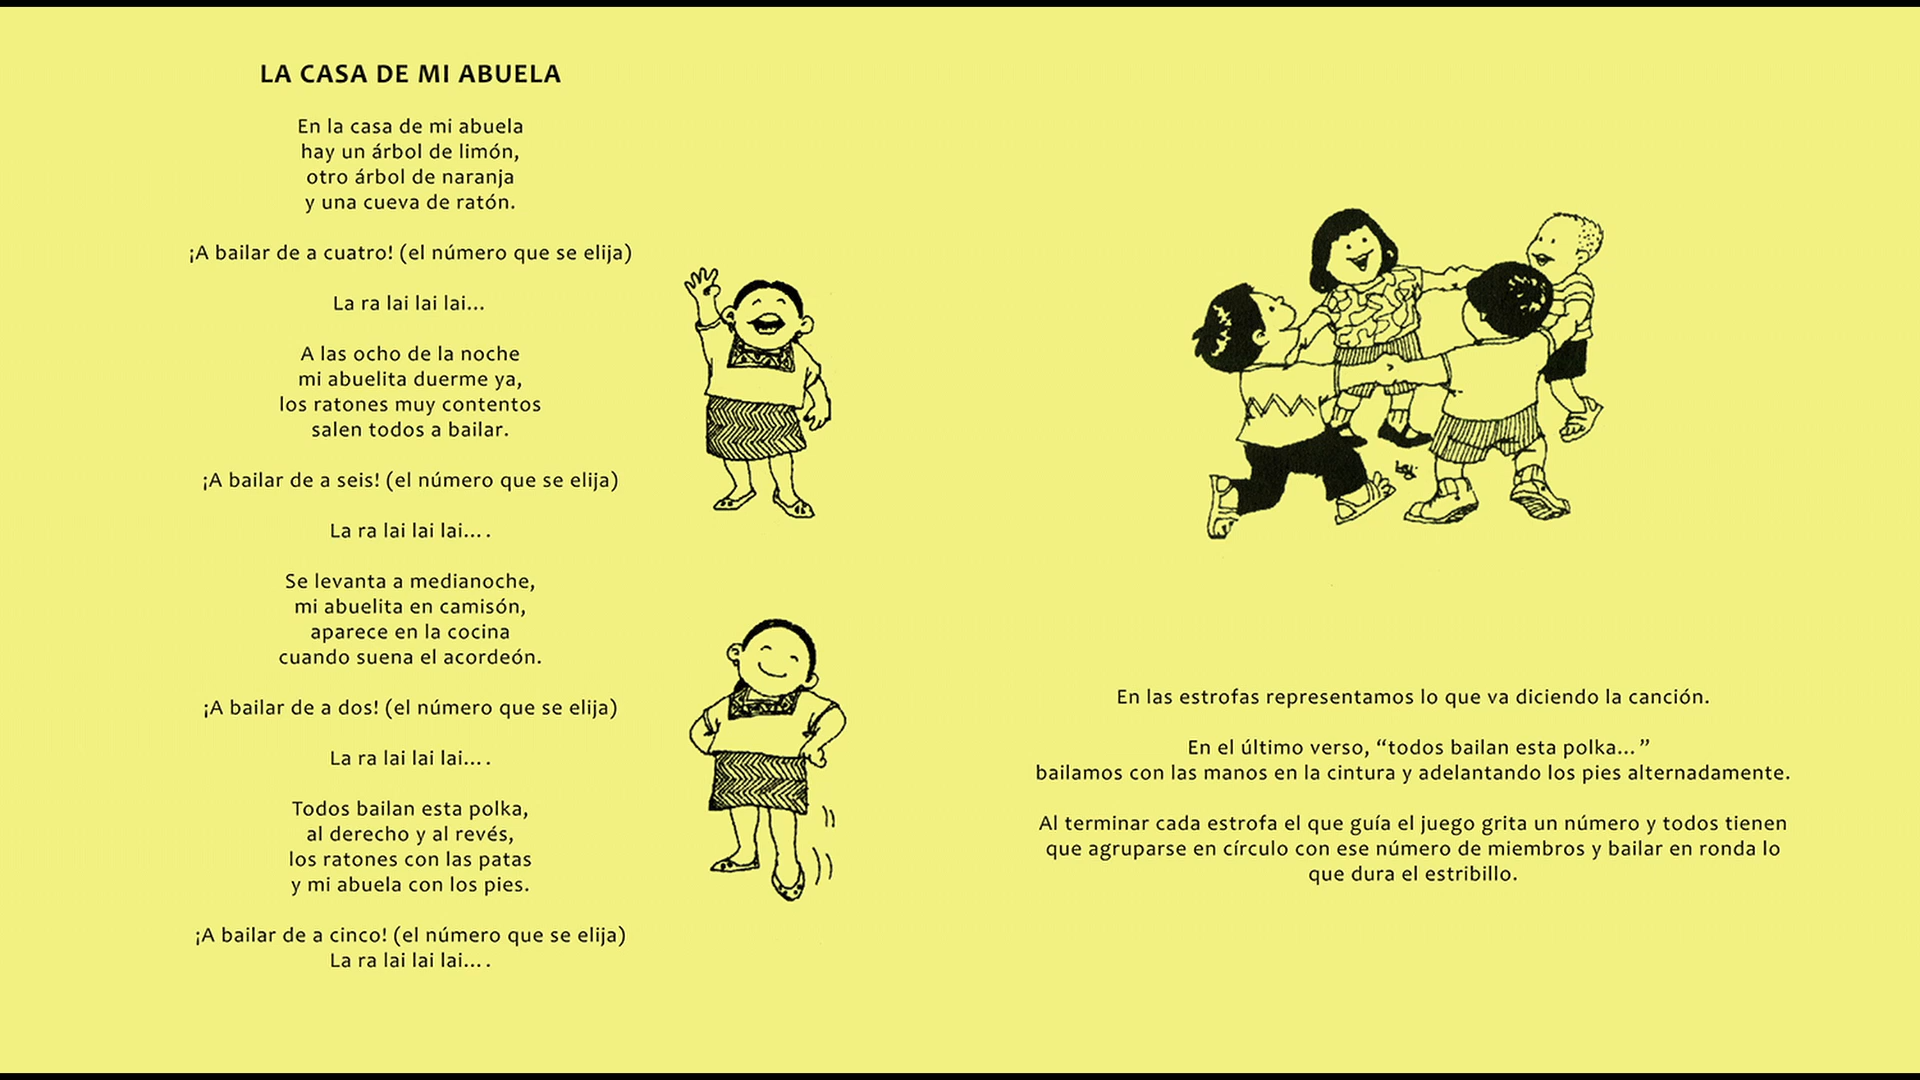 LA CASA DE MI ABUELA
En la casa de mi abuela
hay un árbol de limón,
otro árbol de naranja
y una cueva de ratón.
¡A bailar de a cuatro! (el número que se elija)
La ra lai lai lai...
A las ocho de la noche
mi abuelita duerme ya,
los ratones muy contentos
salen todos a bailar.
¡A bailar de a seis! (el número que se elija)
La ra lai lai lai....
Se levanta a medianoche,
mi abuelita en camisón,
aparece en la cocina
cuando suena el acordeón.
¡A bailar de a dos! (el número que se elija)
La ra lai lai lai....
Todos bailan esta polka,
al derecho y al revés,
los ratones con las patas
y mi abuela con los pies.
¡A bailar de a cinco! (el número que se elija)
La ra lai lai lai....
En las estrofas representamos lo que va diciendo la canción.
En el último verso, “todos bailan esta polka...”
bailamos con las manos en la cintura y adelantando los pies alternadamente.
Al terminar cada estrofa el que guía el juego grita un número y todos tienen
que agruparse en círculo con ese número de miembros y bailar en ronda lo
que dura el estribillo.